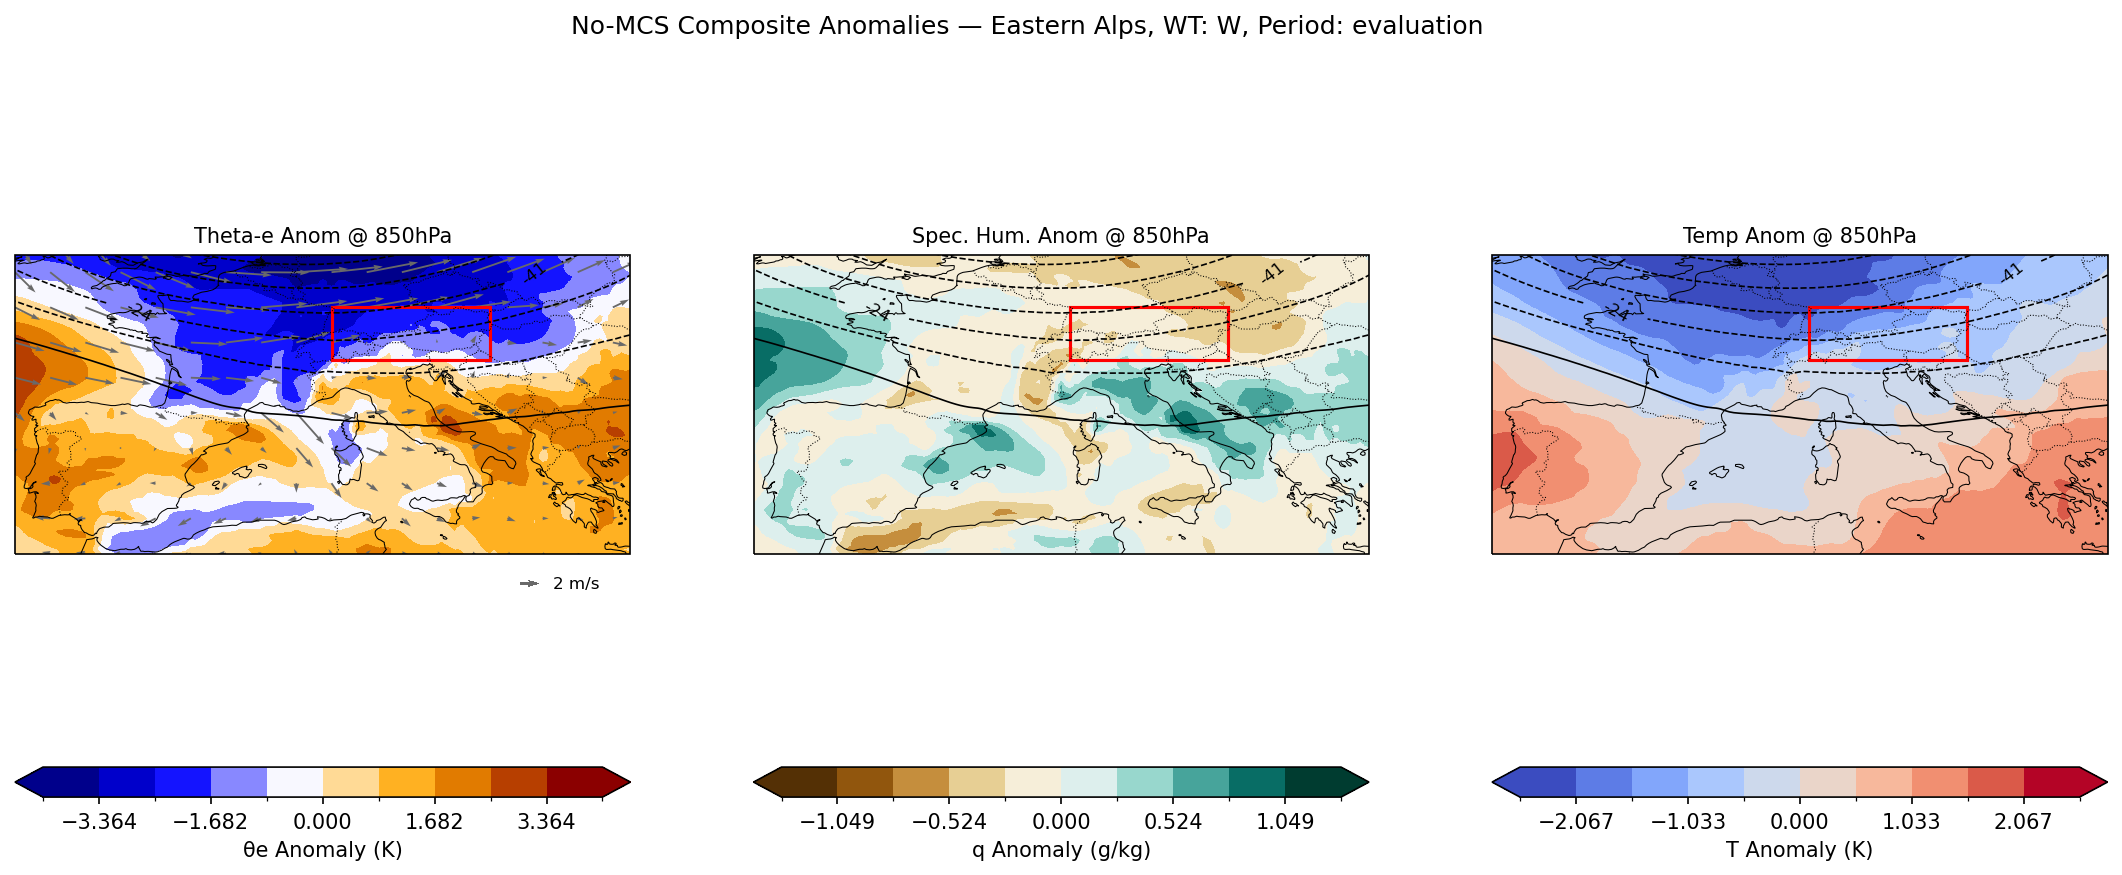 No-MCS Composite Anomalies — Eastern Alps, WT: W, Period: evaluation
Theta-e Anom @ 850hPa
Spec. Hum. Anom @ 850hPa
Temp Anom @ 850hPa
-41
-41
-41
-24
-24
-24
2 m/s
−3.364 −1.682 0.000 1.682 3.364
θe Anomaly (K)
−1.049 −0.524 0.000 0.524 1.049
q Anomaly (g/kg)
−2.067 −1.033 0.000 1.033 2.067
T Anomaly (K)